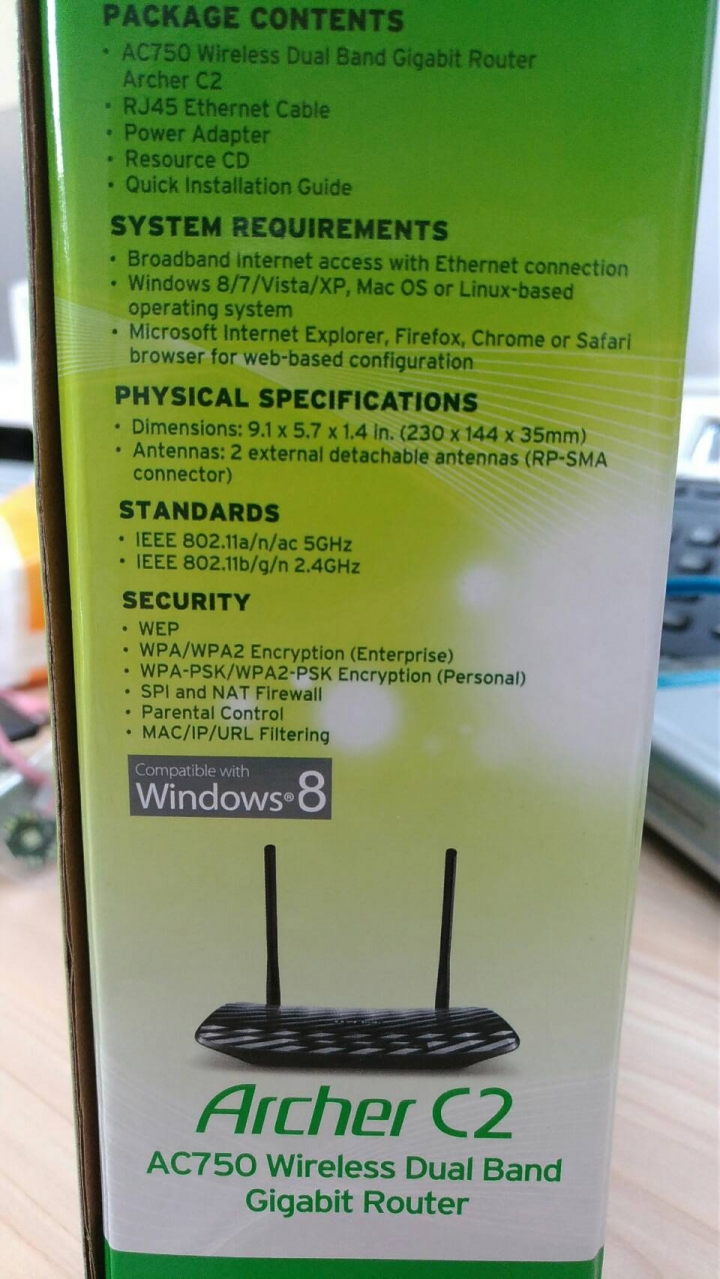 PACKAGE CONTENTS
• AC750 Wireless Dual Band Gigabit Router
Archer C2
• RJ45 Ethernet Cable
• Power Adapter
• Resource CD
• Quick Installation Guide
SYSTEM REQUIREMENTS
• Broadband Internet access with Ethernet connection
• Windows 8/7/Vista/XP, Mac OS or Linux-based
operating system
• Microsoft Internet Explorer, Firefox, Chrome or Safari
browser for web-based configuration
PHYSICAL SPECIFICATIONS
• Dimensions: 9.1 x 5.7 x 1.4 in. (230 x 144 x 35mm)
• Antennas: 2 external detachable antennas (RP-SMA
connector)
STANDARDS
• IEEE 802.11a/n/ac 5GHz
• IEEE 802.11b/g/n 2.4GHz
SECURITY
• WEP
• WPA/WPA2 Encryption (Enterprise)
• WPA-PSK/WPA2-PSK Encryption (Personal)
• SPI and NAT Firewall
• Parental Control
• MAC/IP/URL Filtering
Compatible with
Windows® 8
Archer C2
AC750 Wireless Dual Band
Gigabit Router